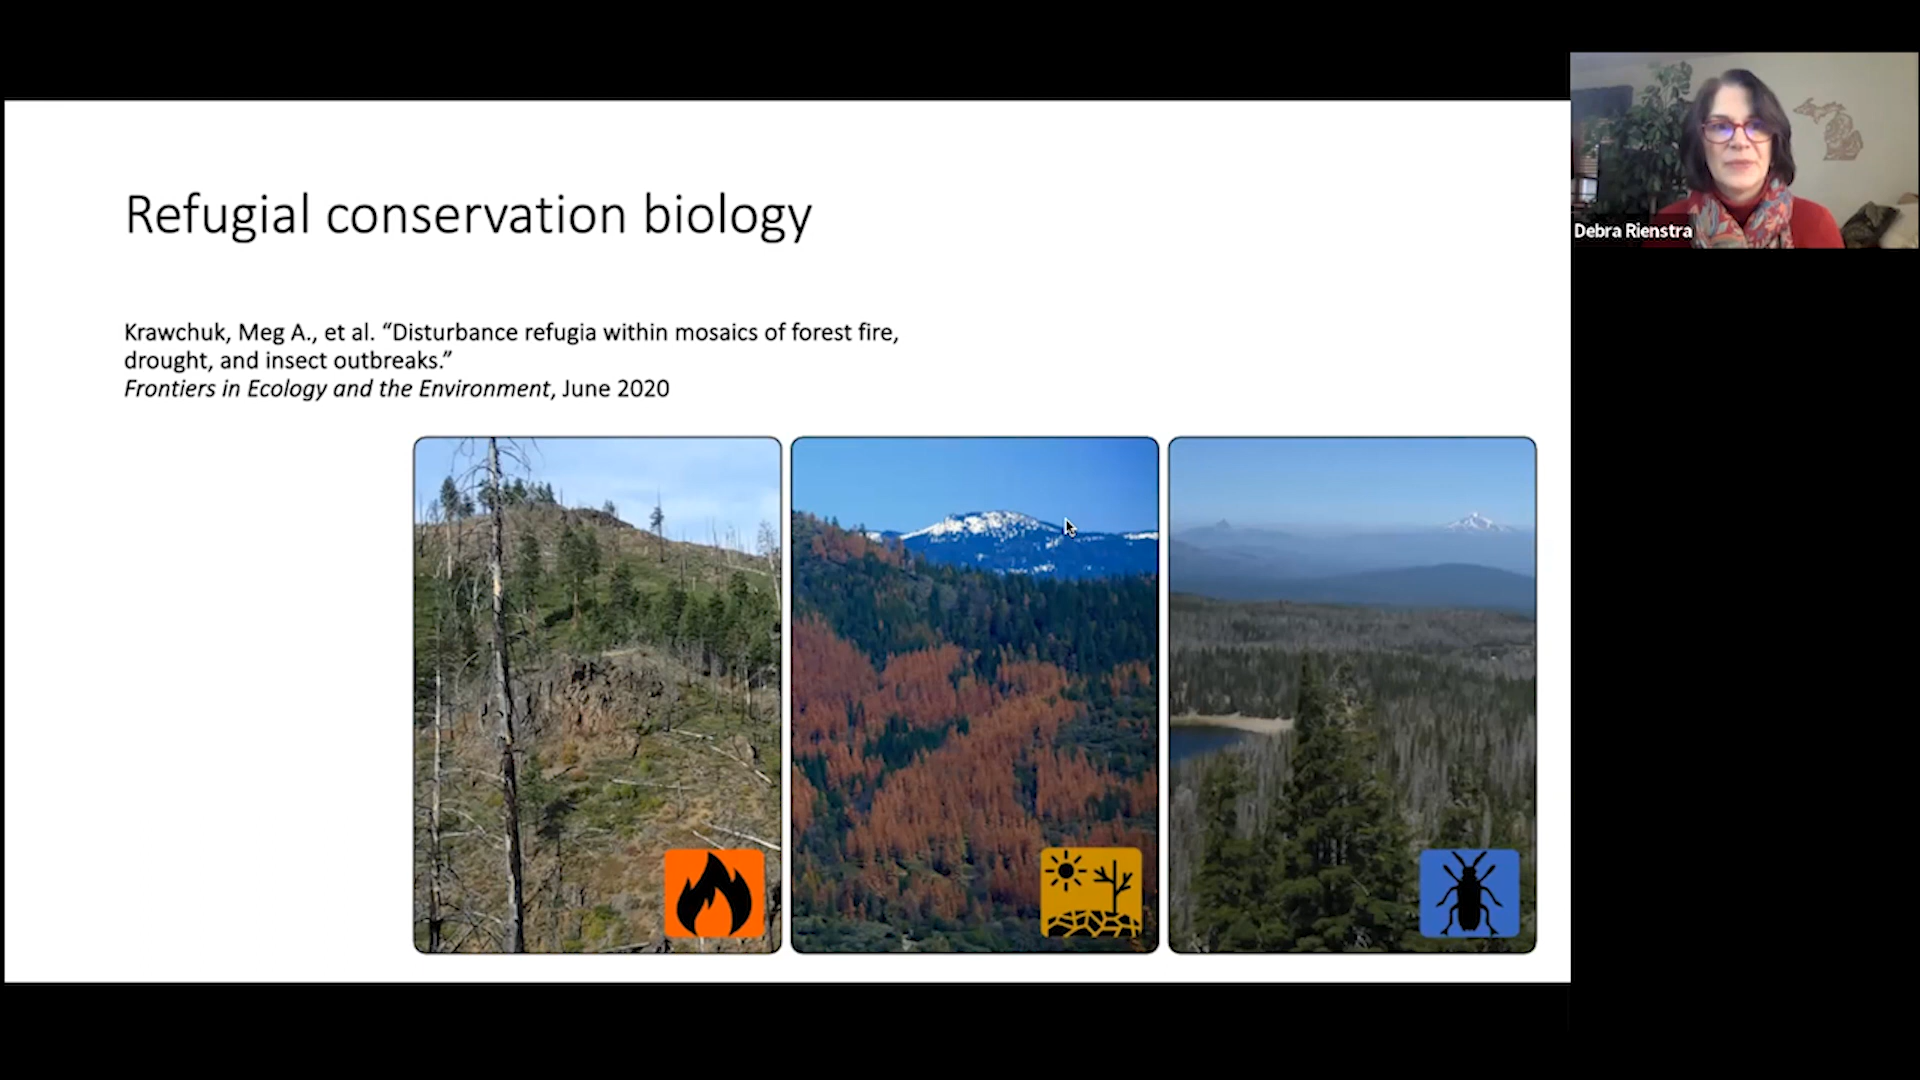 Refugial conservation biology
Krawchuk, Meg A., et al. “Disturbance refugia within mosaics of forest fire,
drought, and insect outbreaks.”
Frontiers in Ecology and the Environment, June 2020
Debra Rienstra